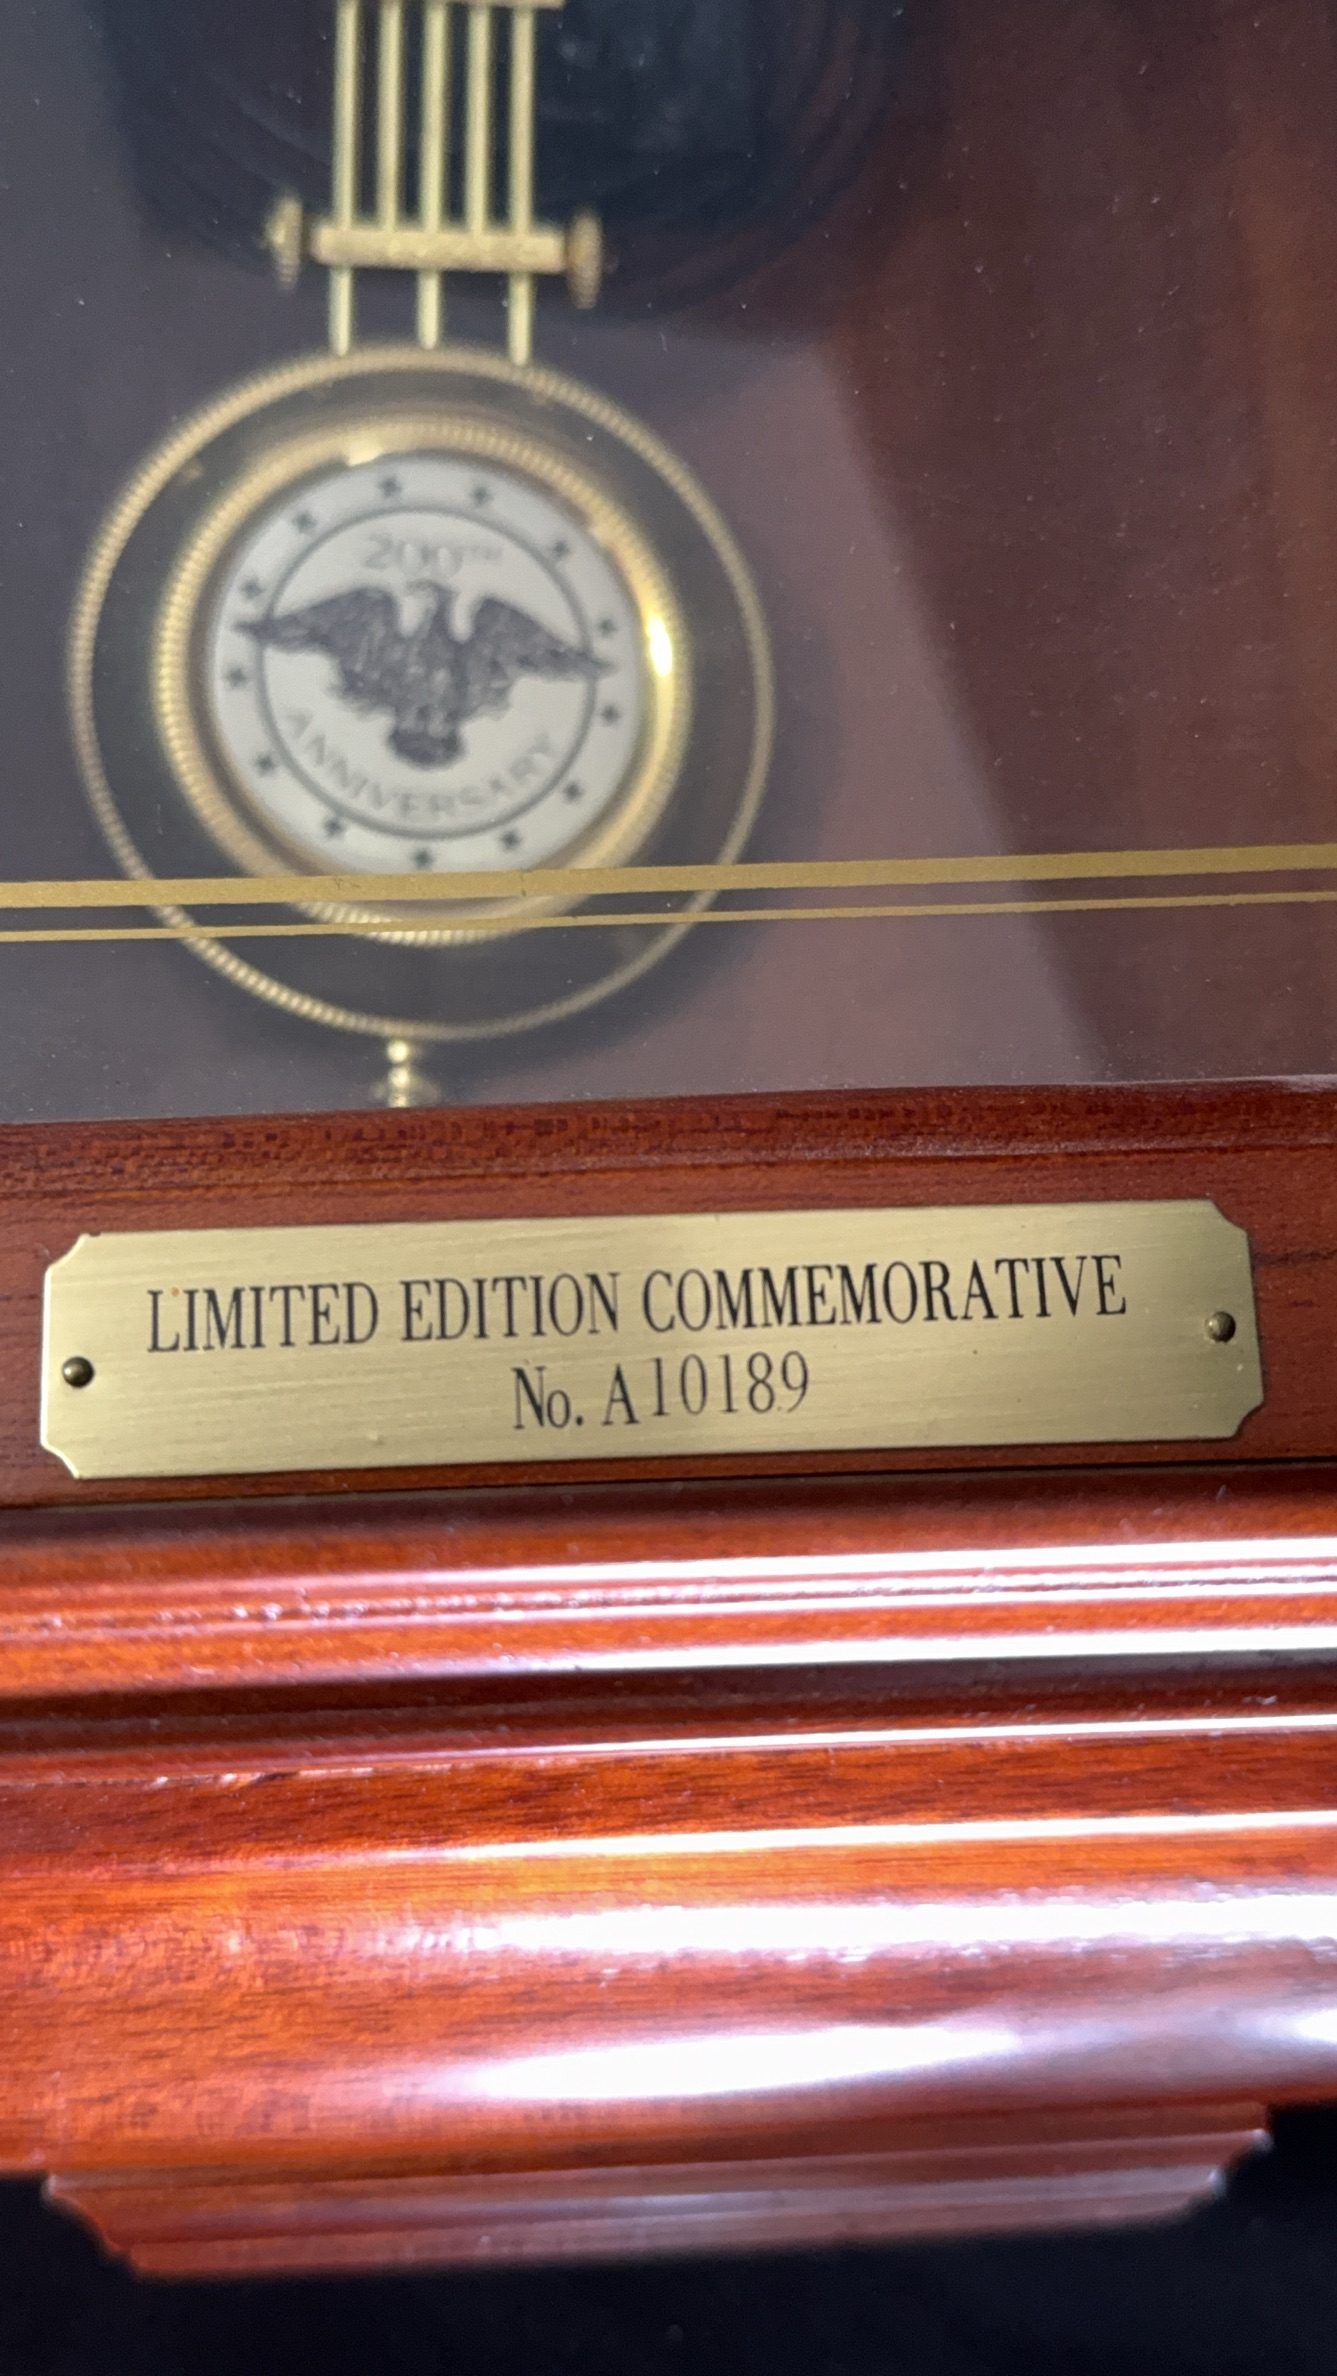 200TH
ANNIVERSARY
LIMITED EDITION COMMEMORATIVE
No. A10189